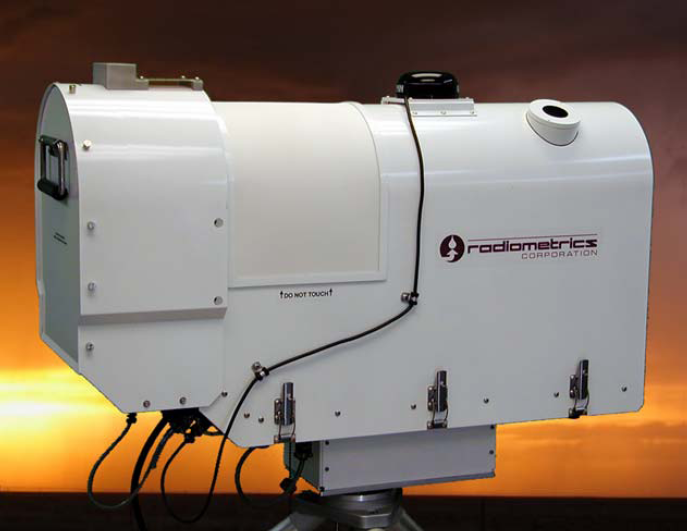 radiometrics
CORPORATION
↑DO NOT TOUCH↑